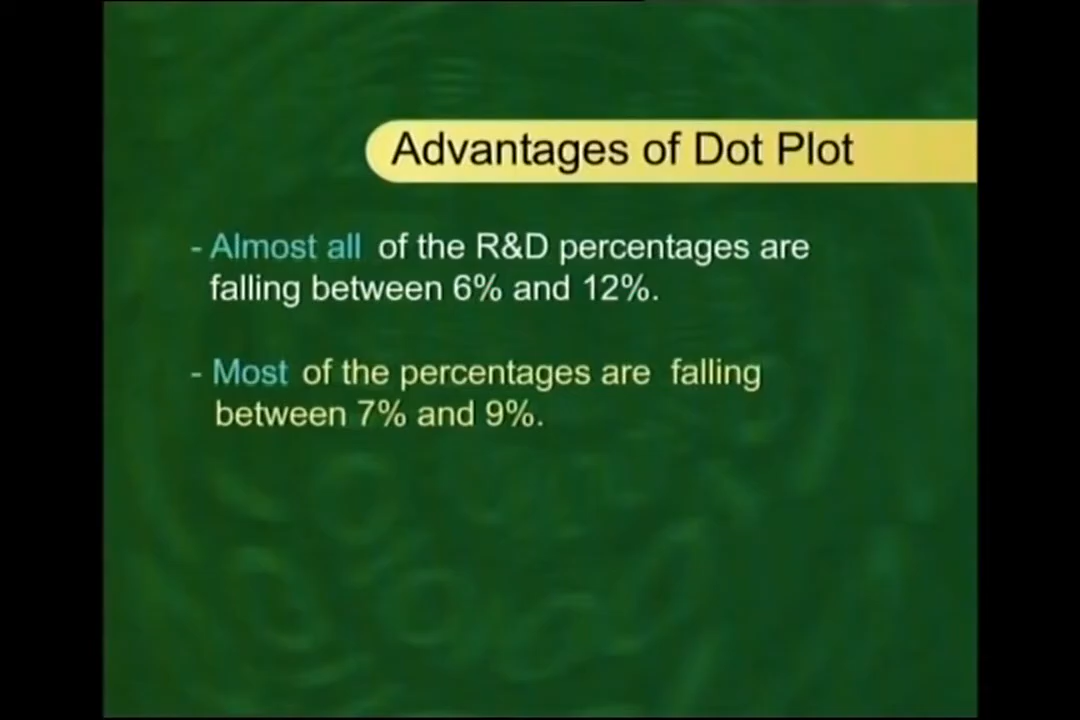 Advantages of Dot Plot
- Almost all of the R&D percentages are
falling between 6% and 12%.
- Most of the percentages are falling
between 7% and 9%.